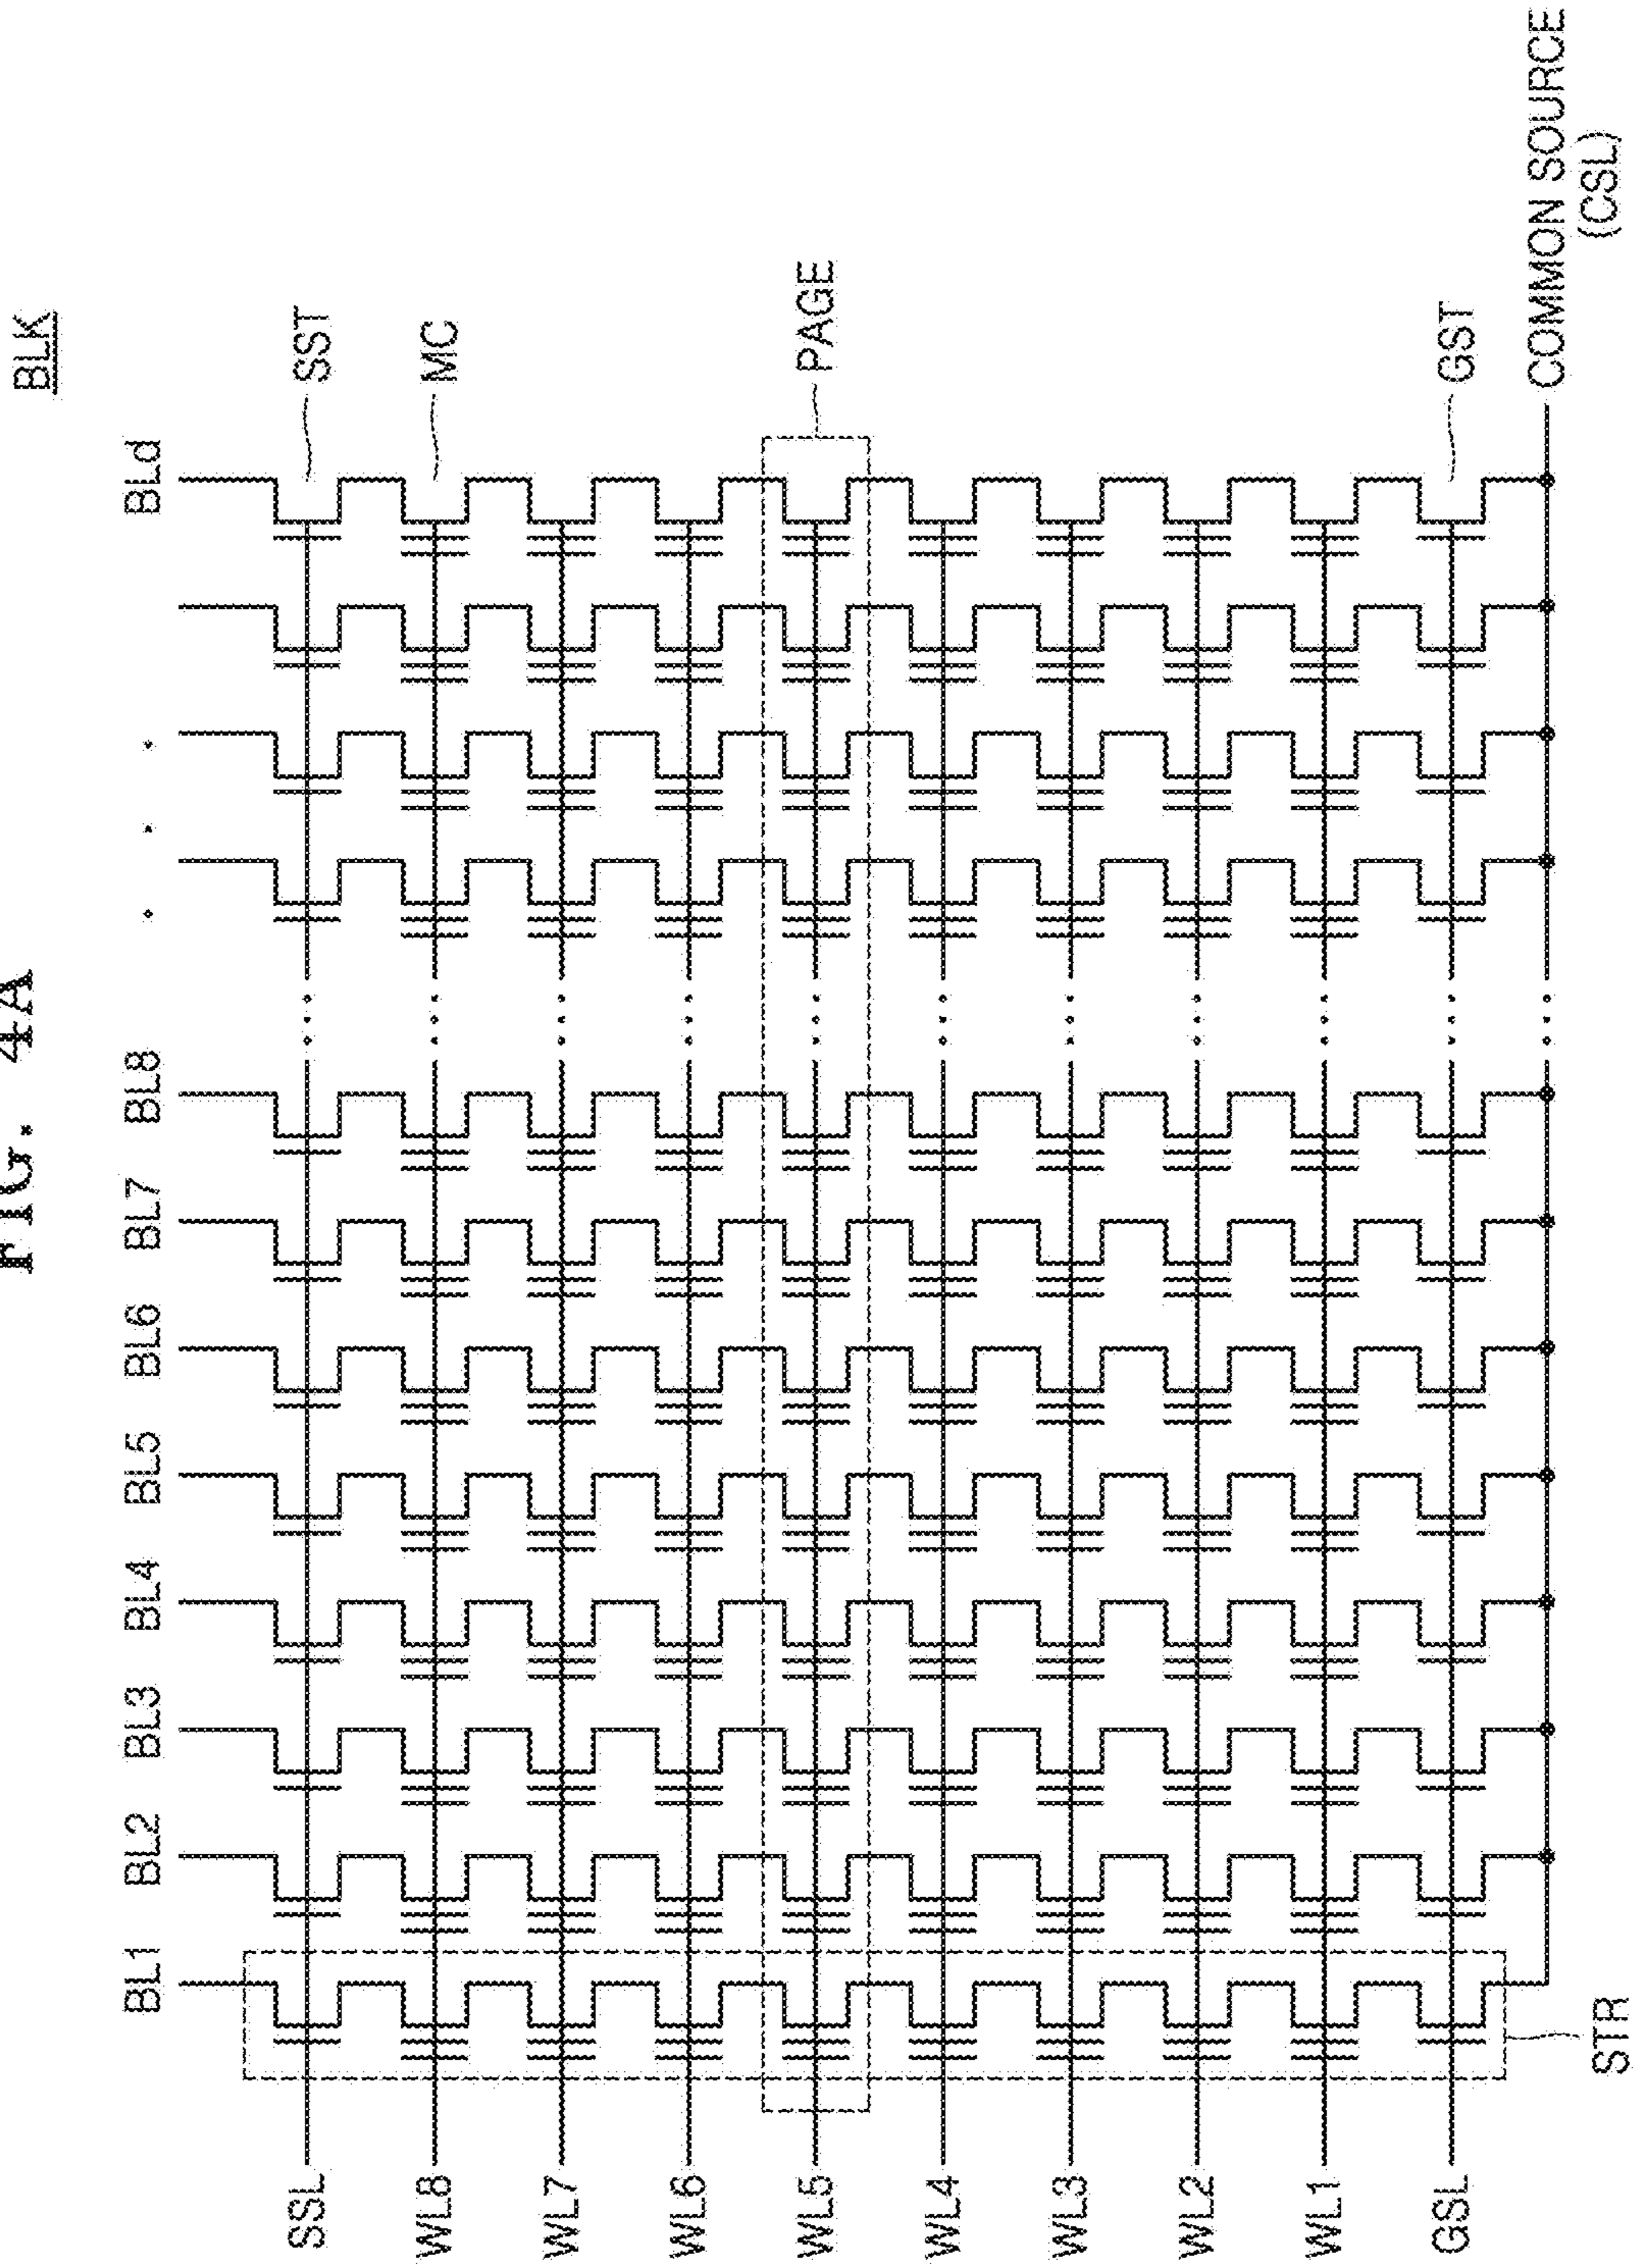 FIG. 4A
BLK
BL1 BL2 BL3 BL4 BL5 BL6 BL7 BL8 BLd
SSL
SST
WL8
MC
WL7
WL6
WL5
PAGE
WL4
WL3
WL2
WL1
GSL
GST
COMMON SOURCE
(CSL)
STR